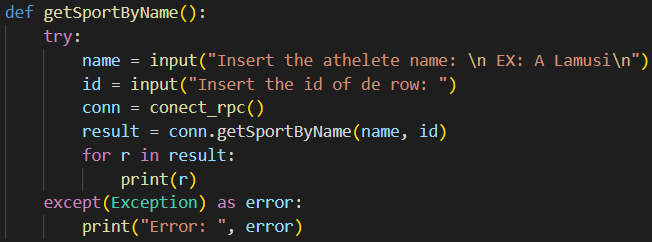 def getSportByName():
    try:
        name = input("Insert the athelete name: \n EX: A Lamusi\n")
        id = input("Insert the id of de row: ")
        conn = conect_rpc()
        result = conn.getSportByName(name, id)
        for r in result:
            print(r)
    except(Exception) as error:
        print("Error: ", error)